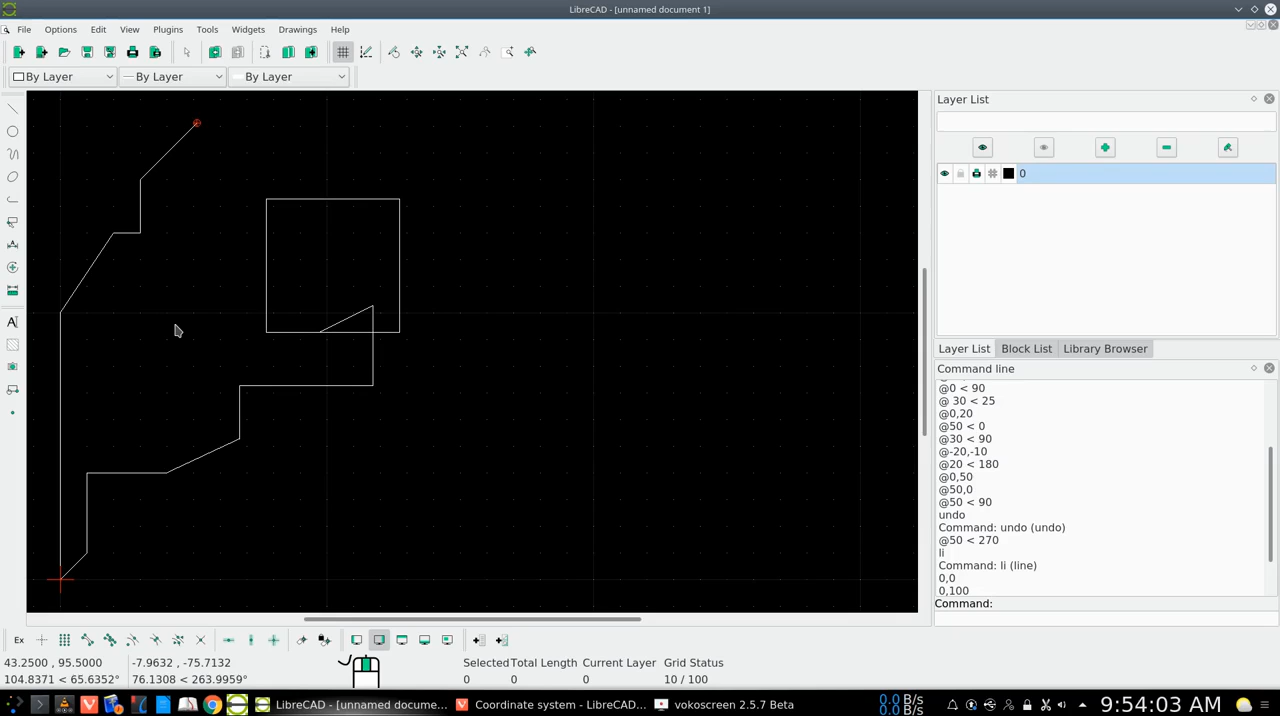 LibreCAD - [unnamed document 1]
File Options Edit View Plugins Tools Widgets Drawings Help
By Layer By Layer By Layer
Layer List
0
Layer List Block List Library Browser
Command line
@0 < 90
@ 30 < 25
@0,20
@50 < 0
@30 < 90
@-20,-10
@20 < 180
@0,50
@50,0
@50 < 90
undo
Command: undo (undo)
@50 < 270
li
Command: li (line)
0,0
0,100
Command:
Ex
43.2500 , 95.5000 -7.9632 , -75.7132 Selected Total Length Current Layer Grid Status
104.8371 < 65.6352° 76.1308 < 263.9959° 0 0 0 10 / 100
LibreCAD - [unnamed docume... Coordinate system - LibreCAD... vokoscreen 2.5.7 Beta 0.0 B/s 0.0 B/s 9:54:03 AM